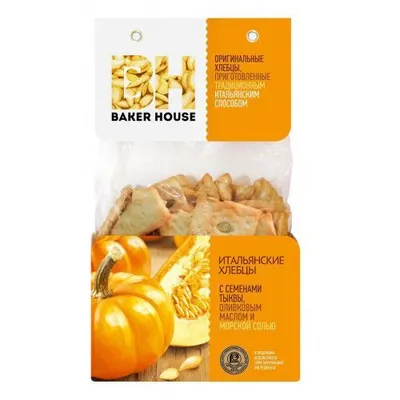 BH
BAKER HOUSE
ОРИГИНАЛЬНЫЕ
ХЛЕБЦЫ,
ПРИГОТОВЛЕННЫЕ
ТРАДИЦИОННЫМ
ИТАЛЬЯНСКИМ
СПОСОБОМ
ИТАЛЬЯНСКИЕ
ХЛЕБЦЫ
С СЕМЕНАМИ
ТЫКВЫ,
ОЛИВКОВЫМ
МАСЛОМ И
МОРСКОЙ СОЛЬЮ